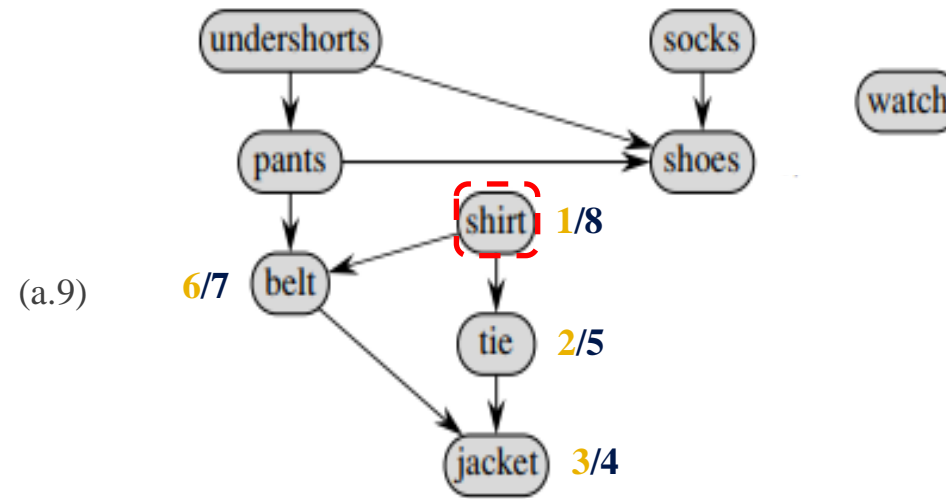 undershorts socks
watch
pants shoes
shirt 1/8
(a.9) 6/7 belt
tie 2/5
jacket 3/4